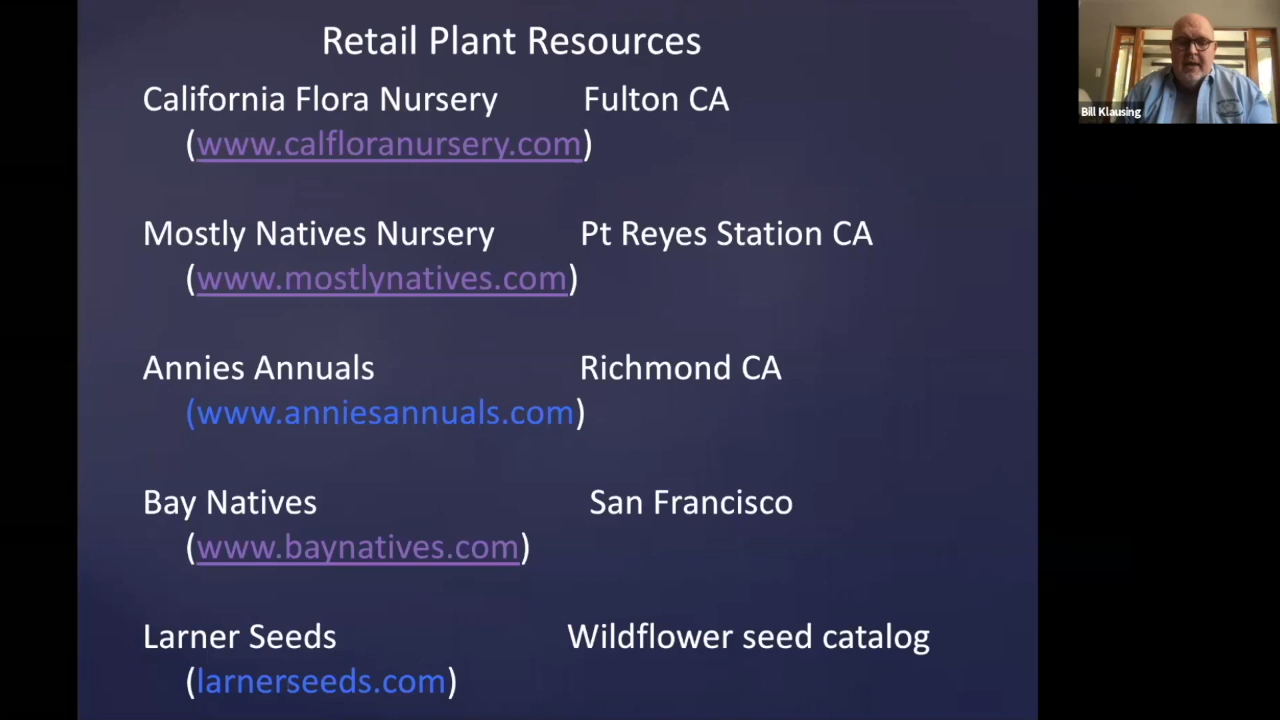 Retail Plant Resources
California Flora Nursery Fulton CA
(www.calfloranursery.com)
Mostly Natives Nursery Pt Reyes Station CA
(www.mostlynatives.com)
Annies Annuals Richmond CA
(www.anniesannuals.com)
Bay Natives San Francisco
(www.baynatives.com)
Larner Seeds Wildflower seed catalog
(larnerseeds.com)
Bill Klausing